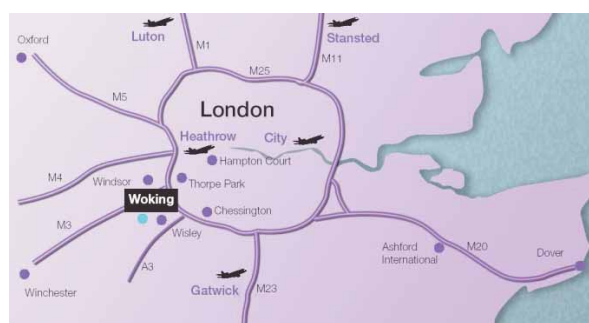 Oxford
Luton
M1
Stansted
M11
M25
M5
London
Heathrow
City
Hampton Court
M4
Windsor
Thorpe Park
Woking
Chessington
M3
Wisley
A3
Ashford
International
M20
Dover
Winchester
Gatwick
M23